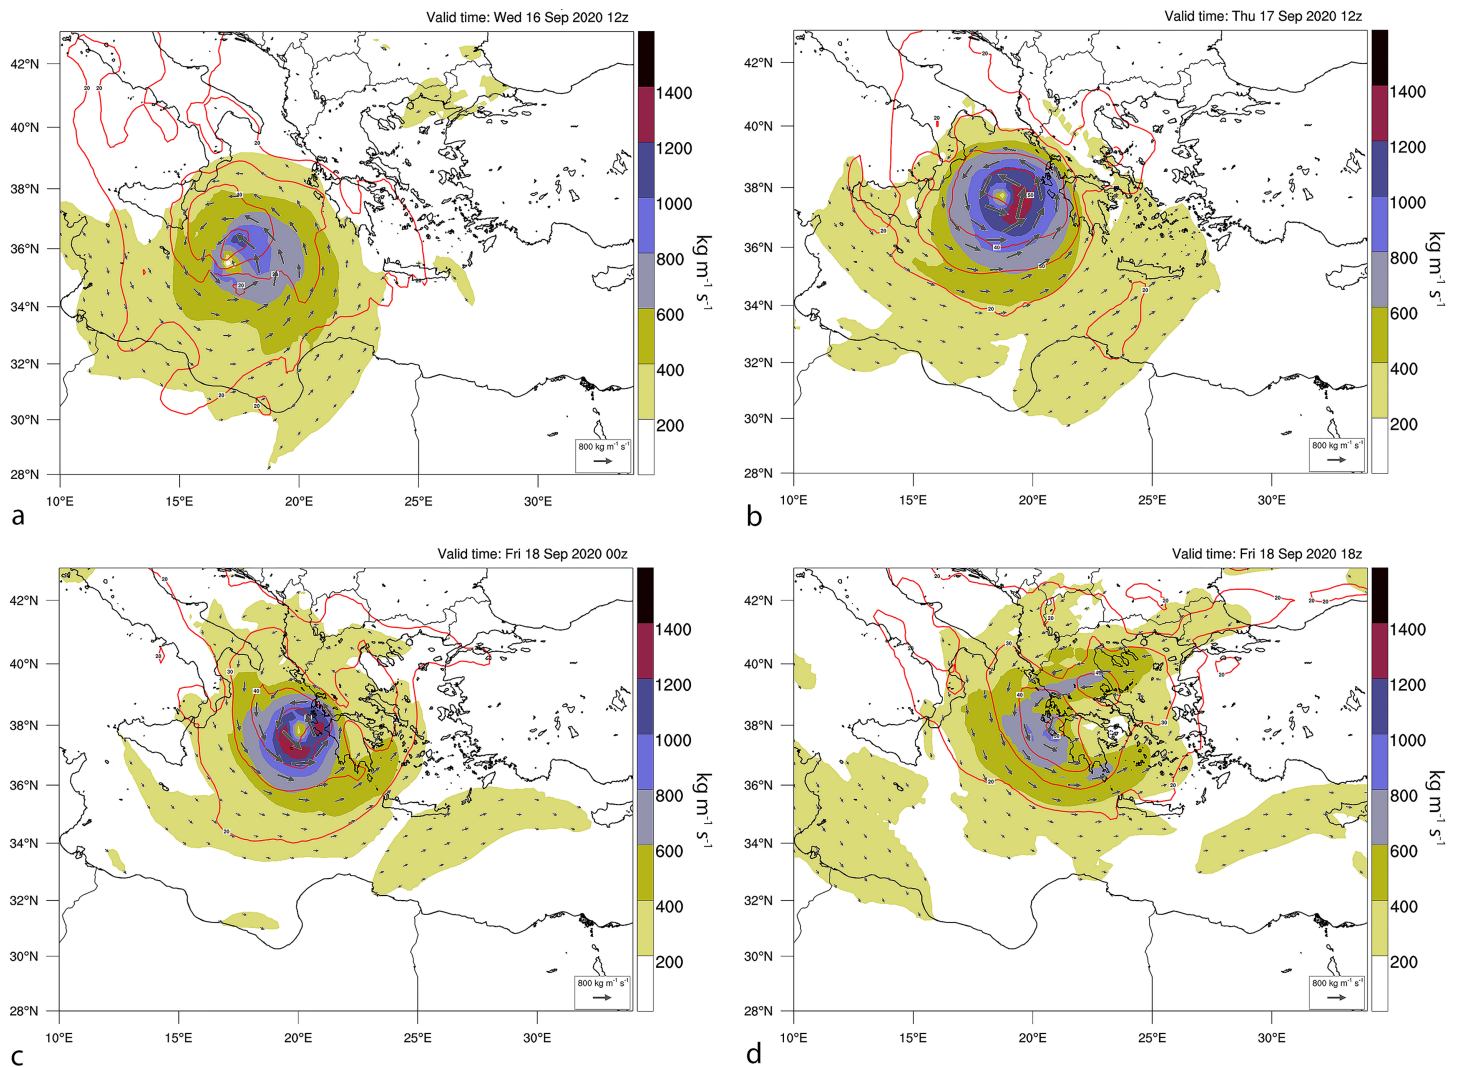 Valid time: Wed 16 Sep 2020 12z
42°N
40°N
38°N
36°N
34°N
32°N
30°N
28°N
10°E 15°E 20°E 25°E 30°E
1400
1200
1000
800
600
400
200
kg m-1 s-1
800 kg m-1 s-1
a
Valid time: Thu 17 Sep 2020 12z
42°N
40°N
38°N
36°N
34°N
32°N
30°N
28°N
10°E 15°E 20°E 25°E 30°E
1400
1200
1000
800
600
400
200
kg m-1 s-1
800 kg m-1 s-1
b
Valid time: Fri 18 Sep 2020 00z
42°N
40°N
38°N
36°N
34°N
32°N
30°N
28°N
10°E 15°E 20°E 25°E 30°E
1400
1200
1000
800
600
400
200
kg m-1 s-1
800 kg m-1 s-1
c
Valid time: Fri 18 Sep 2020 18z
42°N
40°N
38°N
36°N
34°N
32°N
30°N
28°N
10°E 15°E 20°E 25°E 30°E
1400
1200
1000
800
600
400
200
kg m-1 s-1
800 kg m-1 s-1
d